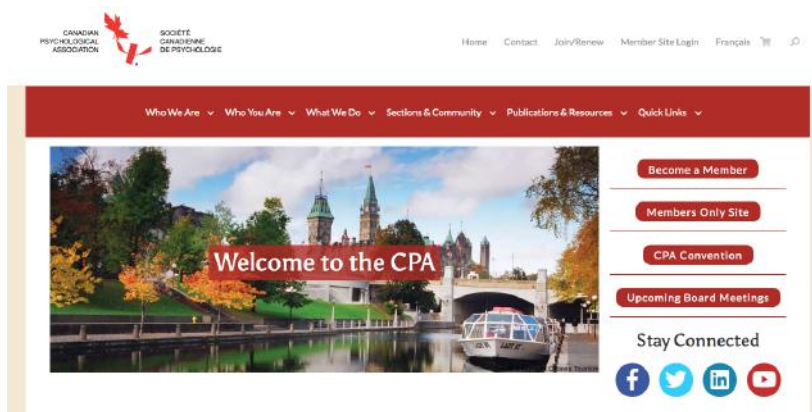 CANADIAN
PSYCHOLOGICAL
ASSOCIATION
SOCIÉTÉ
CANADIENNE
DE PSYCHOLOGIE
Home Contact Join/Renew Member Site Login Français
Who We Are Who You Are What We Do Sections & Community Publications & Resources Quick Links
Welcome to the CPA
Become a Member
Members Only Site
CPA Convention
Upcoming Board Meetings
Stay Connected